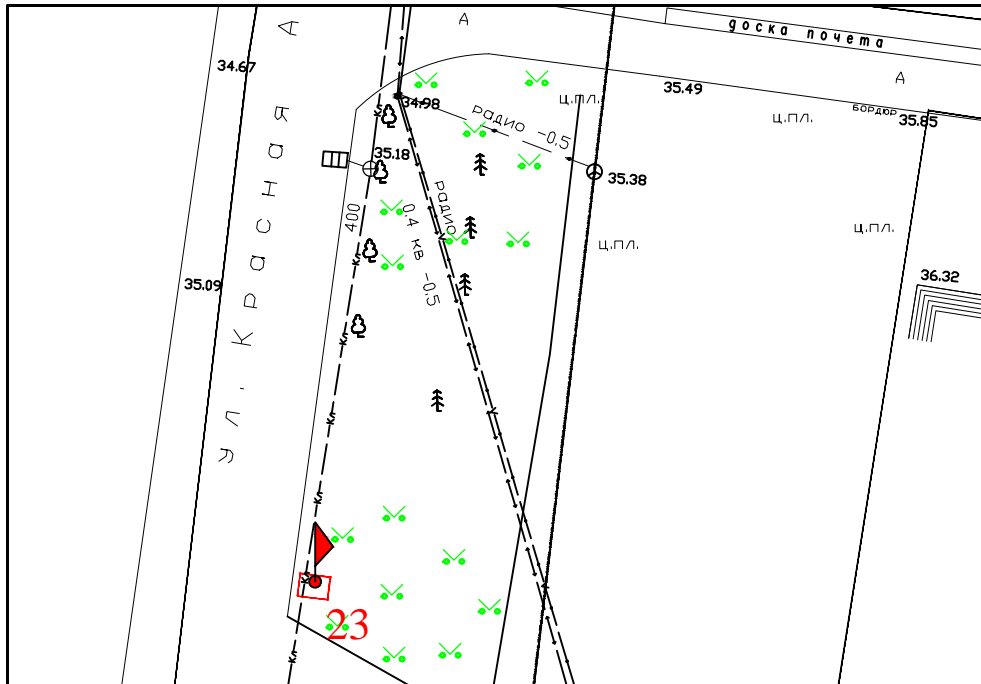 А
доска почета
34.67
А
35.49
34.98
ц.пл.
БОРДЮР
35.85
Кл
радио -0.5
ц.пл.
35.18
35.38
400
радио
0.4 кв -0.5
ц.пл.
ц.пл.
Кл
36.32
35.09
ул. Красная А
Кл
Кл
Кл
Кл
Кл
23
Кл